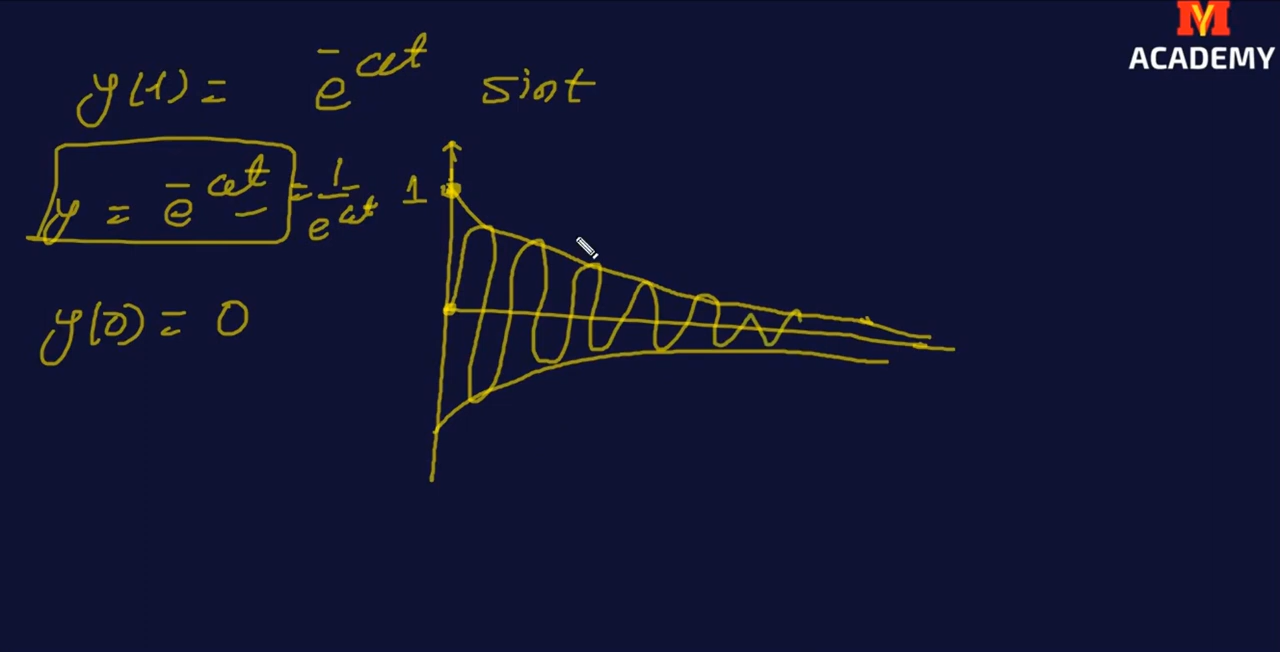 M
ACADEMY
y(t) = e^-at sint
y = e^-at = 1/e^at
1
y(0) = 0